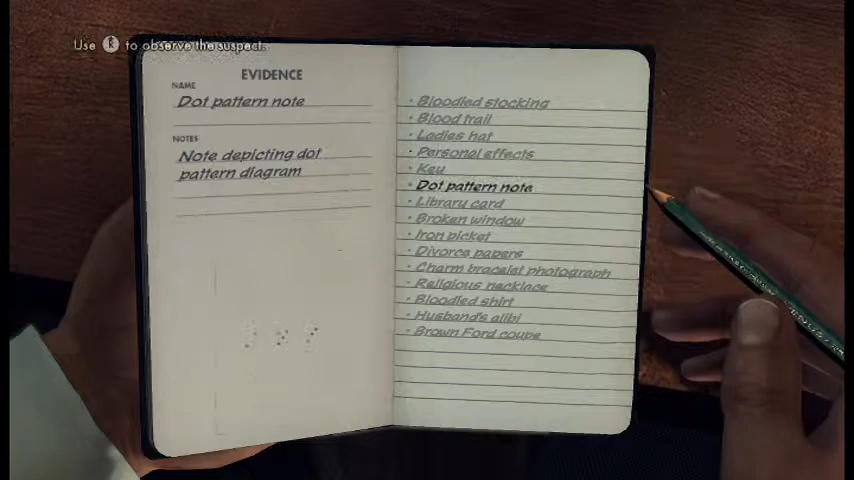 Use R to observe the suspect.
EVIDENCE
NAME
Dot pattern note
NOTES
Note depicting dot
pattern diagram
· Bloodied stocking
· Blood trail
· Ladies hat
· Personal effects
· Key
· Dot pattern note
· Library card
· Broken window
· Iron picket
· Divorce papers
· Charm bracelet photograph
· Religious necklace
· Bloodied shirt
· Husband's alibi
· Brown Ford coupe